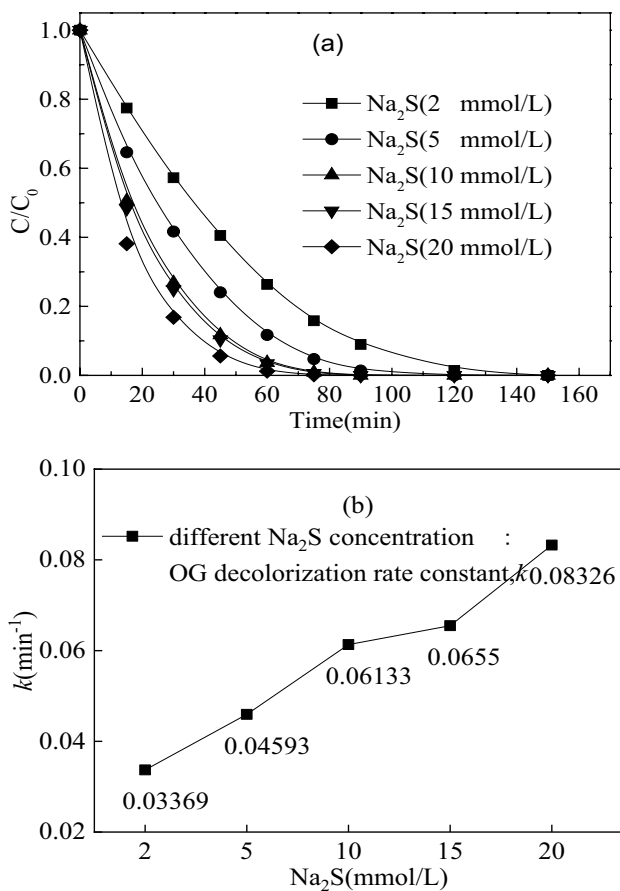 (a)
Na₂S(2 mmol/L)
Na₂S(5 mmol/L)
Na₂S(10 mmol/L)
Na₂S(15 mmol/L)
Na₂S(20 mmol/L)
C/C₀
1.0
0.8
0.6
0.4
0.2
0.0
0 20 40 60 80 100 120 140 160
Time(min)
(b)
different Na₂S concentration :
OG decolorization rate constant,k
0.08326
0.0655
0.06133
0.04593
0.03369
k(min⁻¹)
0.10
0.08
0.06
0.04
0.02
2 5 10 15 20
Na₂S(mmol/L)